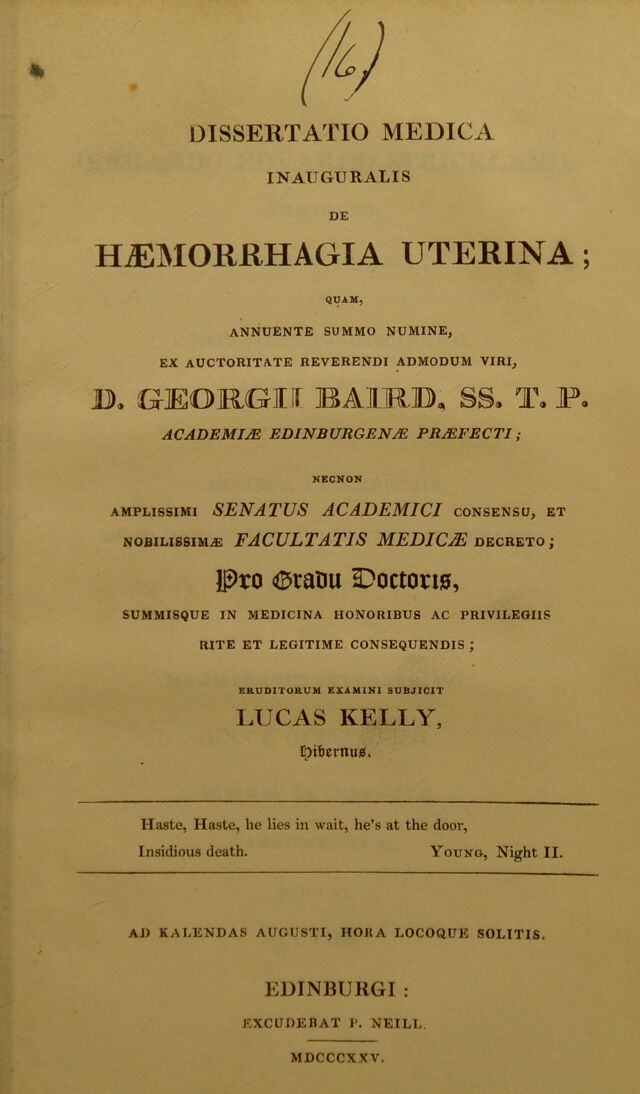 (16)
DISSERTATIO MEDICA
INAUGURALIS
DE
HÆMORRHAGIA UTERINA;
QUAM,
ANNUENTE SUMMO NUMINE,
EX AUCTORITATE REVERENDI ADMODUM VIRI,
D. GEORGII BAIRD, SS. T. P.
ACADEMIÆ EDINBURGENÆ PRÆFECTI;
NECNON
AMPLISSIMI SENATUS ACADEMICI CONSENSU, ET
NOBILISSIMÆ FACULTATIS MEDICÆ DECRETO;
Pro Gradu Doctoris,
SUMMISQUE IN MEDICINA HONORIBUS AC PRIVILEGIIS
RITE ET LEGITIME CONSEQUENDIS;
ERUDITORUM EXAMINI SUBJICIT
LUCAS KELLY,
Hibernus.
Haste, Haste, he lies in wait, he's at the door,
Insidious death. YOUNG, Night II.
AD KALENDAS AUGUSTI, HORA LOCOQUE SOLITIS.
EDINBURGI:
EXCUDEBAT P. NEILL.
MDCCCXXV.